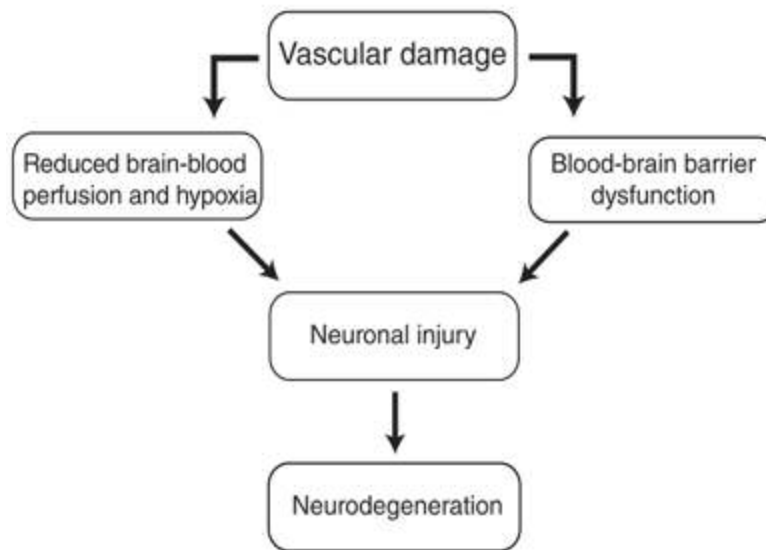 Vascular damage
Reduced brain-blood
perfusion and hypoxia
Blood-brain barrier
dysfunction
Neuronal injury
Neurodegeneration